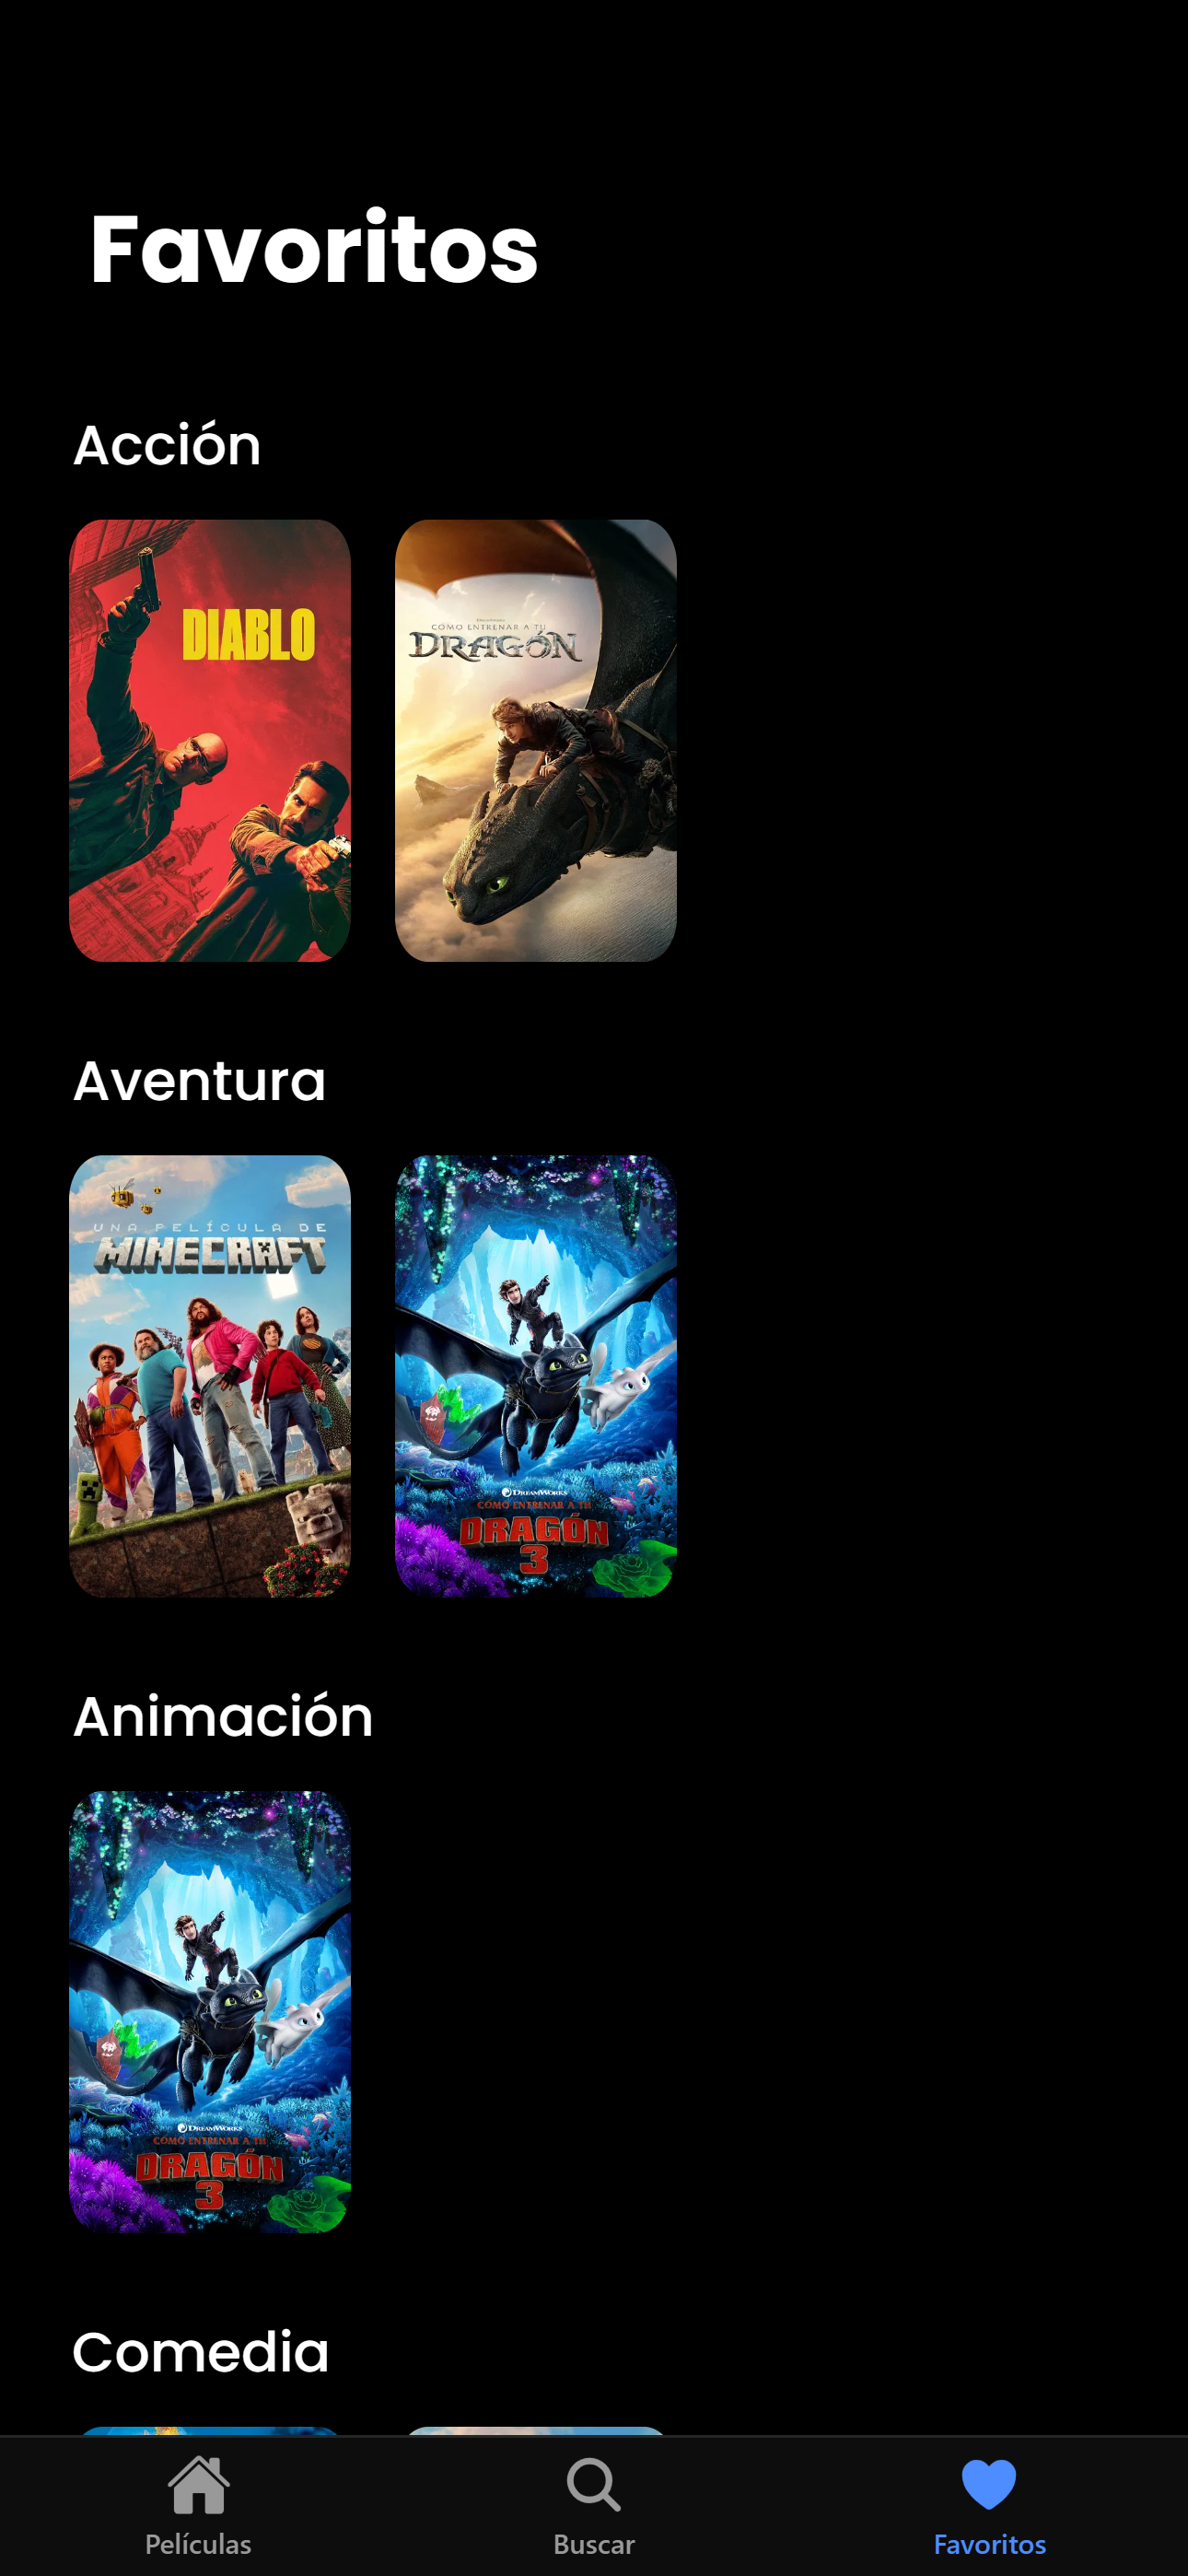 Favoritos
Acción
DIABLO
CÓMO ENTRENAR A TU
DRAGÓN
Aventura
UNA PELÍCULA DE
MINECRAFT
DREAMWORKS
CÓMO ENTRENAR A TU
DRAGÓN
3
Animación
DREAMWORKS
CÓMO ENTRENAR A TU
DRAGÓN
3
Comedia
Películas
Buscar
Favoritos